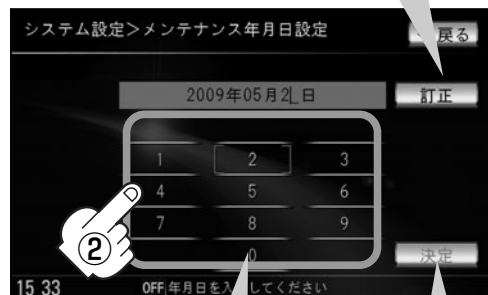 システム設定>メンテナンス年月日設定
戻る
2009年05月2_日
訂正
1 2 3
4 5 6
7 8 9
②
0
決定
15 33 OFF 年月日を入 してください